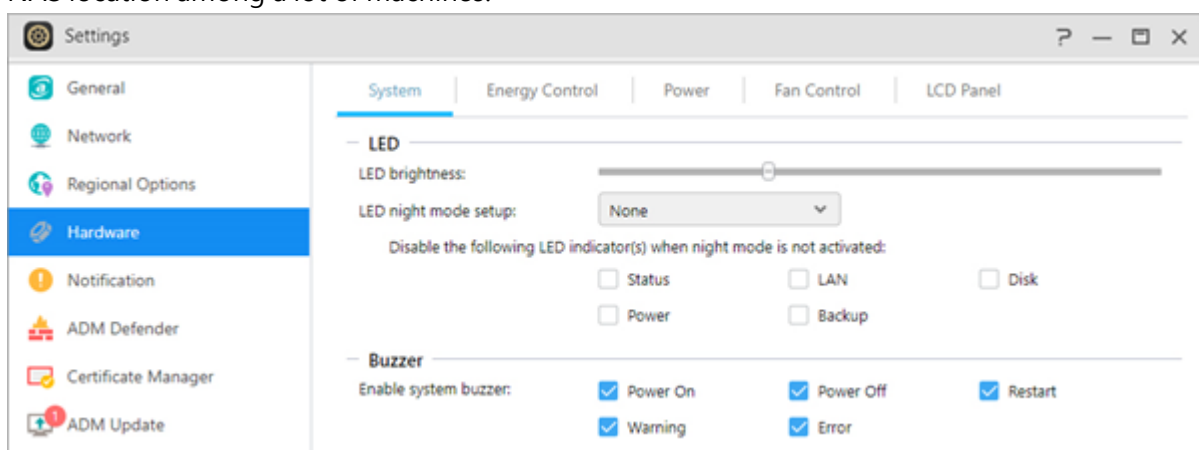 Settings
General
Network
Regional Options
Hardware
Notification
ADM Defender
Certificate Manager
1
ADM Update
System Energy Control Power Fan Control LCD Panel
LED
LED brightness:
LED night mode setup: None
Disable the following LED indicator(s) when night mode is not activated:
Status LAN Disk
Power Backup
Buzzer
Enable system buzzer: Power On Power Off Restart
Warning Error